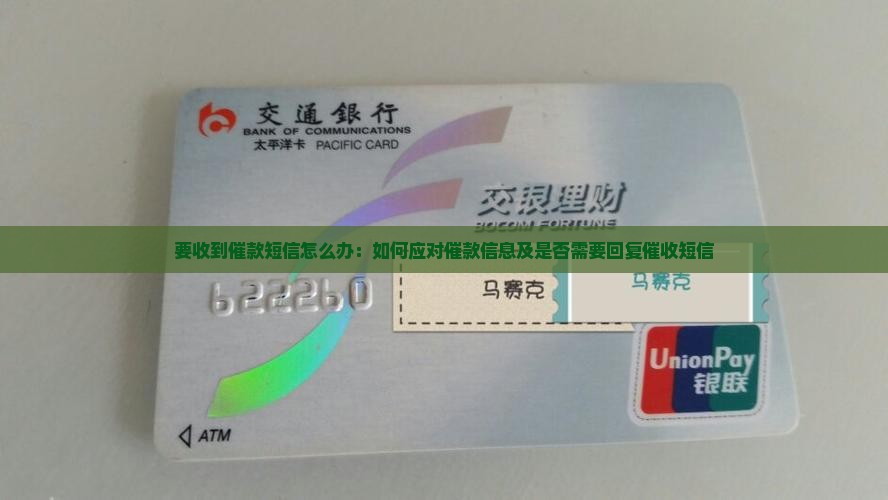 交通銀行
BANK OF COMMUNICATIONS
太平洋卡 PACIFIC CARD
交银理财
BOCOM FORTUNE
要收到催款短信怎么办：如何应对催款信息及是否需要回复催收短信
622260
马赛克
马赛克
UnionPay
银联
ATM